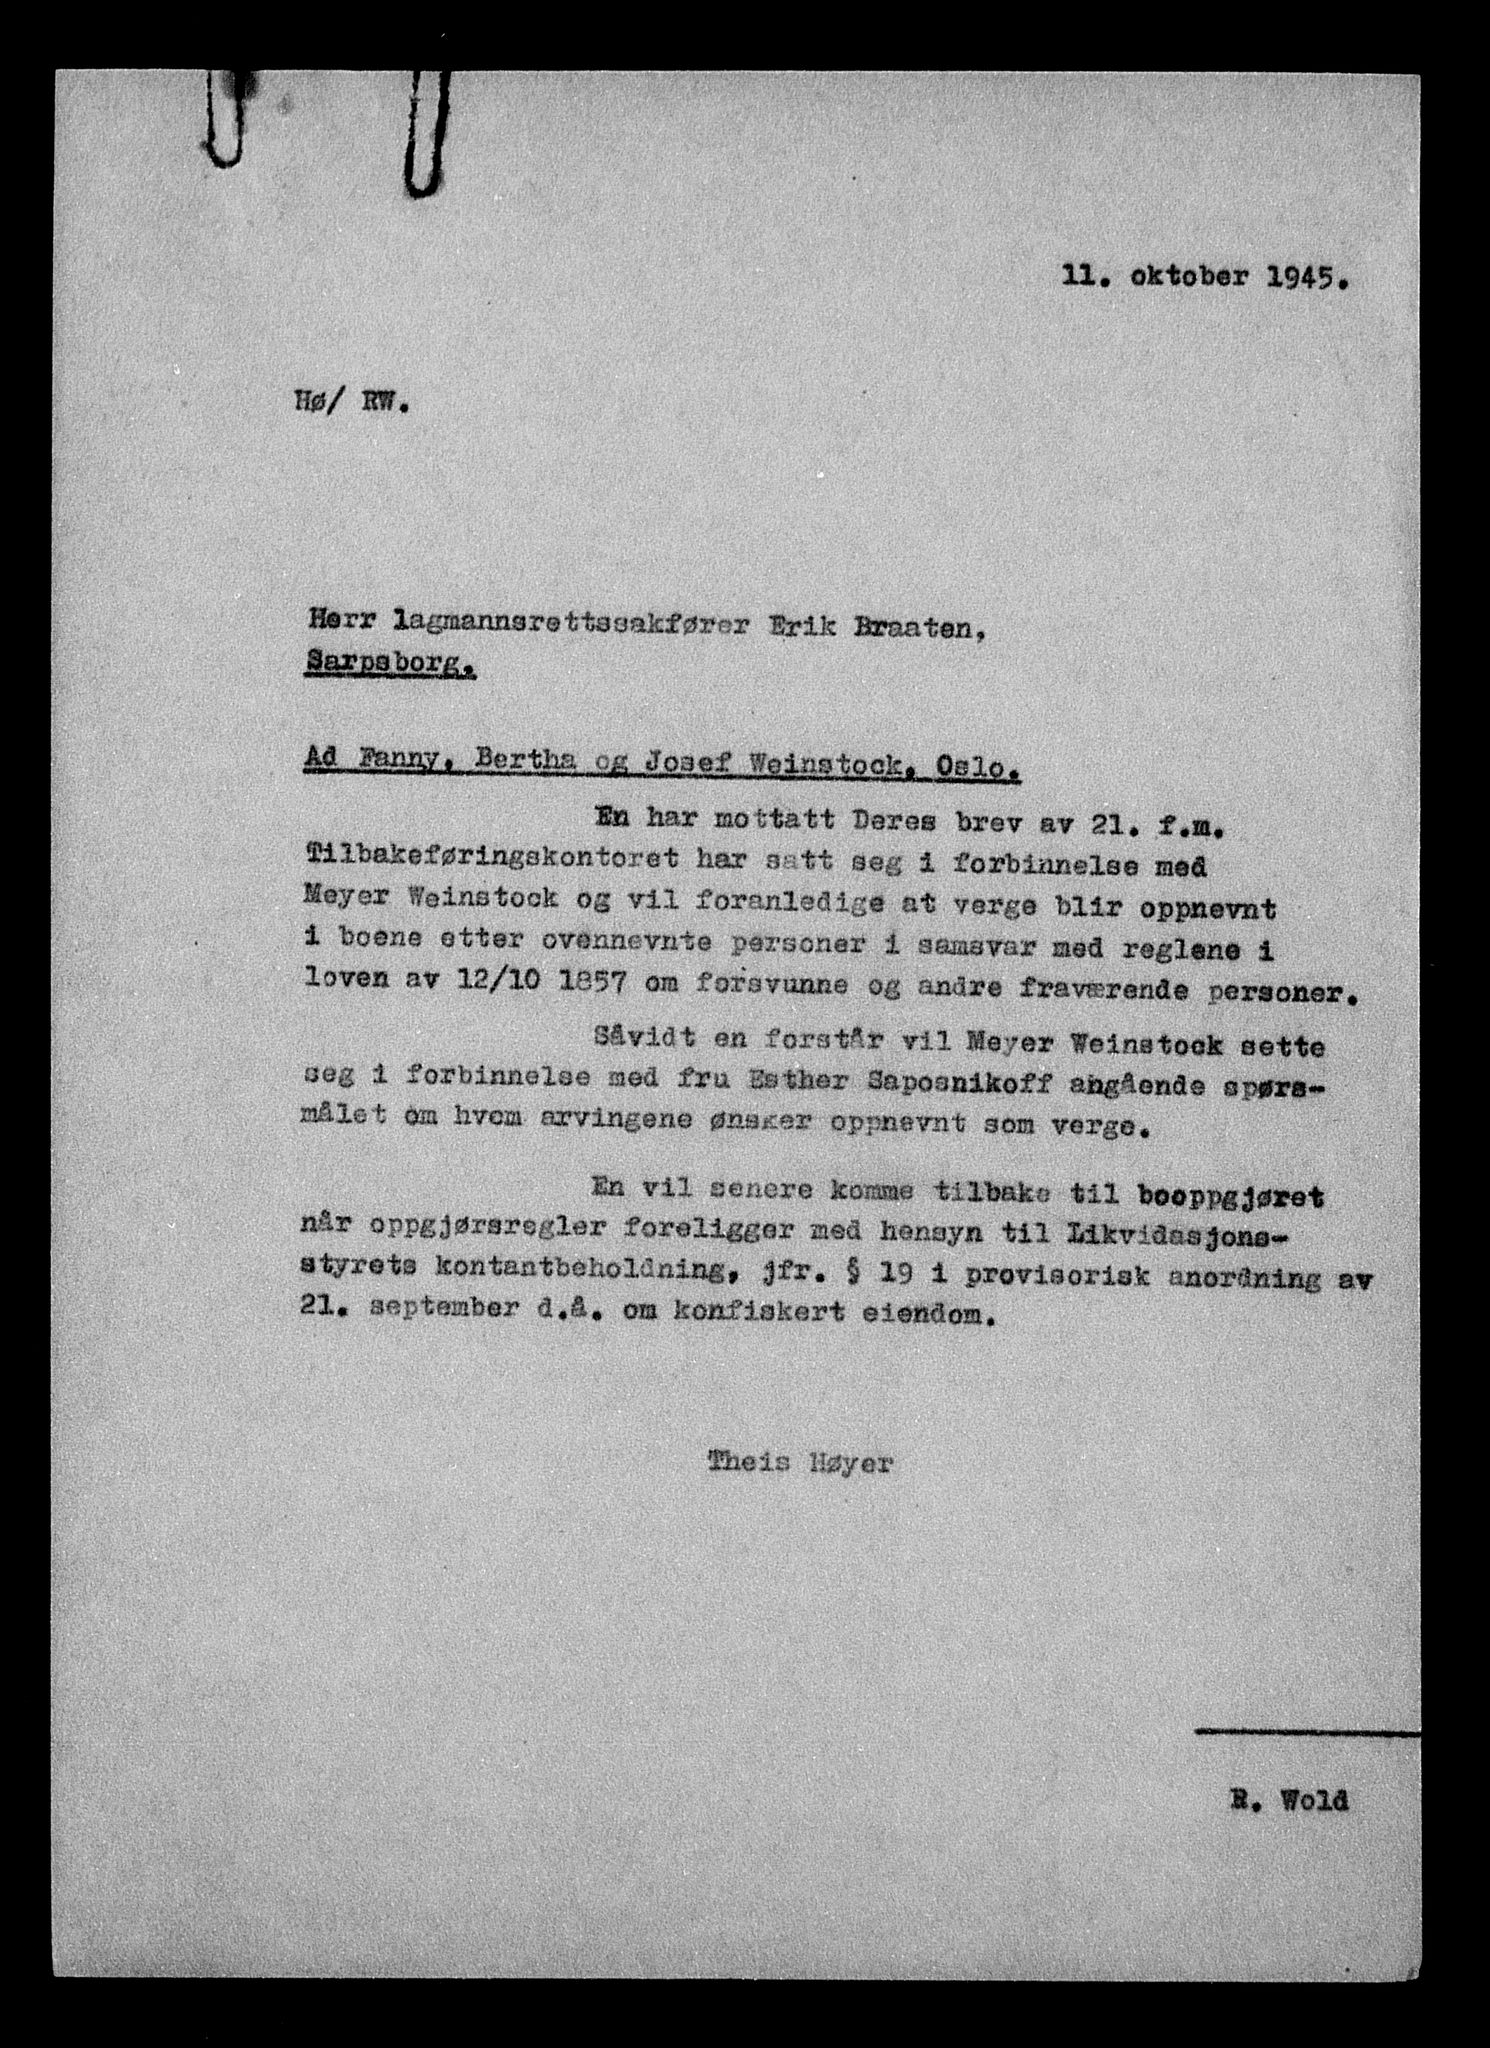 11. oktober 1945.
Hø/ RW.
Herr lagmannsrettssakfører Erik Braaten,
Sarpsborg.
Ad Fanny, Bertha og Josef Weinstock, Oslo.
En har mottatt Deres brev av 21. f.m.
Tilbakeføringskontoret har satt seg i forbinnelse med
Meyer Weinstock og vil foranledige at verge blir oppnevnt
i boene etter ovennevnte personer i samsvar med reglene i
loven av 12/10 1857 om forsvunne og andre fraværende personer.
Såvidt en forstår vil Meyer Weinstock sette
seg i forbinnelse med fru Esther Saposnikoff angående spørs-
målet om hvem arvingene ønsker oppnevnt som verge.
En vil senere komme tilbake til booppgjøret
når oppgjørsregler foreligger med hensyn til Likvidasjons-
styrets kontantbeholdning, jfr. § 19 i provisorisk anordning av
21. september d.å. om konfiskert eiendom.
Theis Høyer
R. Wold